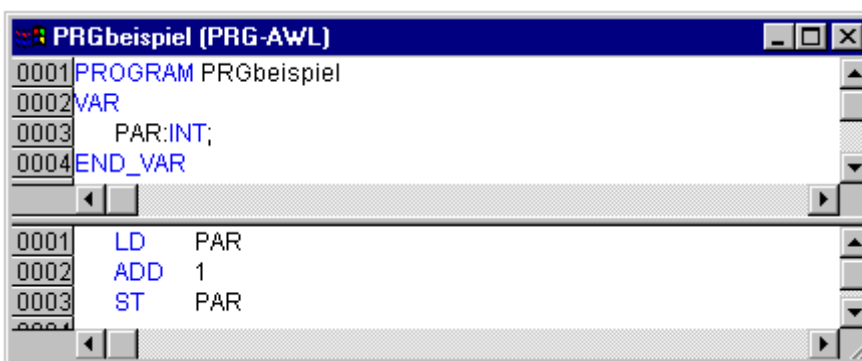 PRGbeispiel (PRG-AWL)
0001 PROGRAM PRGbeispiel
0002 VAR
0003 PAR:INT;
0004 END_VAR
0001 LD PAR
0002 ADD 1
0003 ST PAR